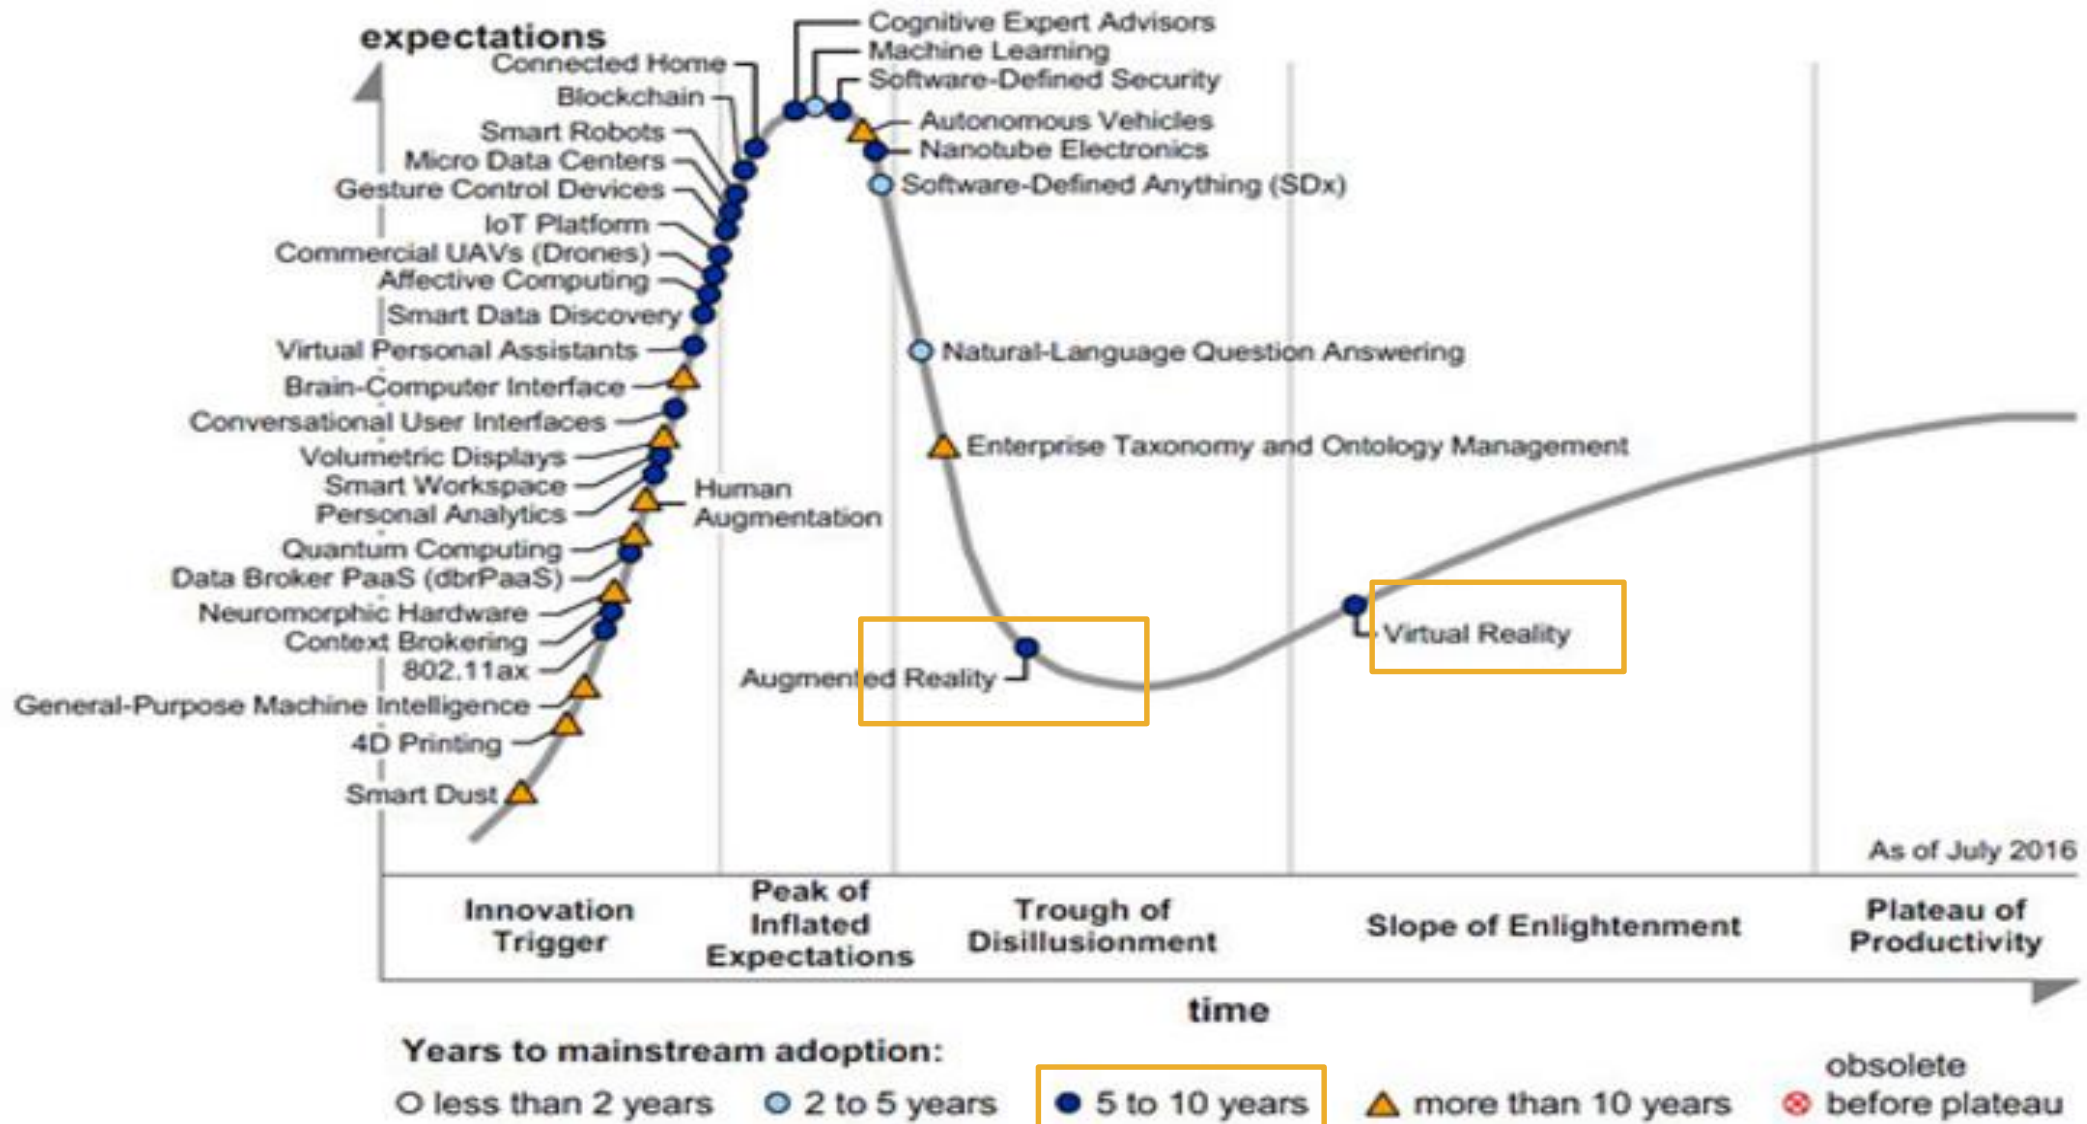 expectations
Cognitive Expert Advisors
Machine Learning
Software-Defined Security
Connected Home
Blockchain
Smart Robots
Micro Data Centers
Gesture Control Devices
IoT Platform
Commercial UAVs (Drones)
Affective Computing
Smart Data Discovery
Virtual Personal Assistants
Brain-Computer Interface
Conversational User Interfaces
Volumetric Displays
Smart Workspace
Personal Analytics
Quantum Computing
Data Broker PaaS (dbrPaaS)
Neuromorphic Hardware
Context Brokering
802.11ax
General-Purpose Machine Intelligence
4D Printing
Smart Dust
Human
Augmentation
Autonomous Vehicles
Nanotube Electronics
Software-Defined Anything (SDx)
Natural-Language Question Answering
Enterprise Taxonomy and Ontology Management
Augmented Reality
Virtual Reality
As of July 2016
Innovation
Trigger
Peak of
Inflated
Expectations
Trough of
Disillusionment
Slope of Enlightenment
Plateau of
Productivity
time
Years to mainstream adoption:
less than 2 years
2 to 5 years
5 to 10 years
more than 10 years
obsolete
before plateau